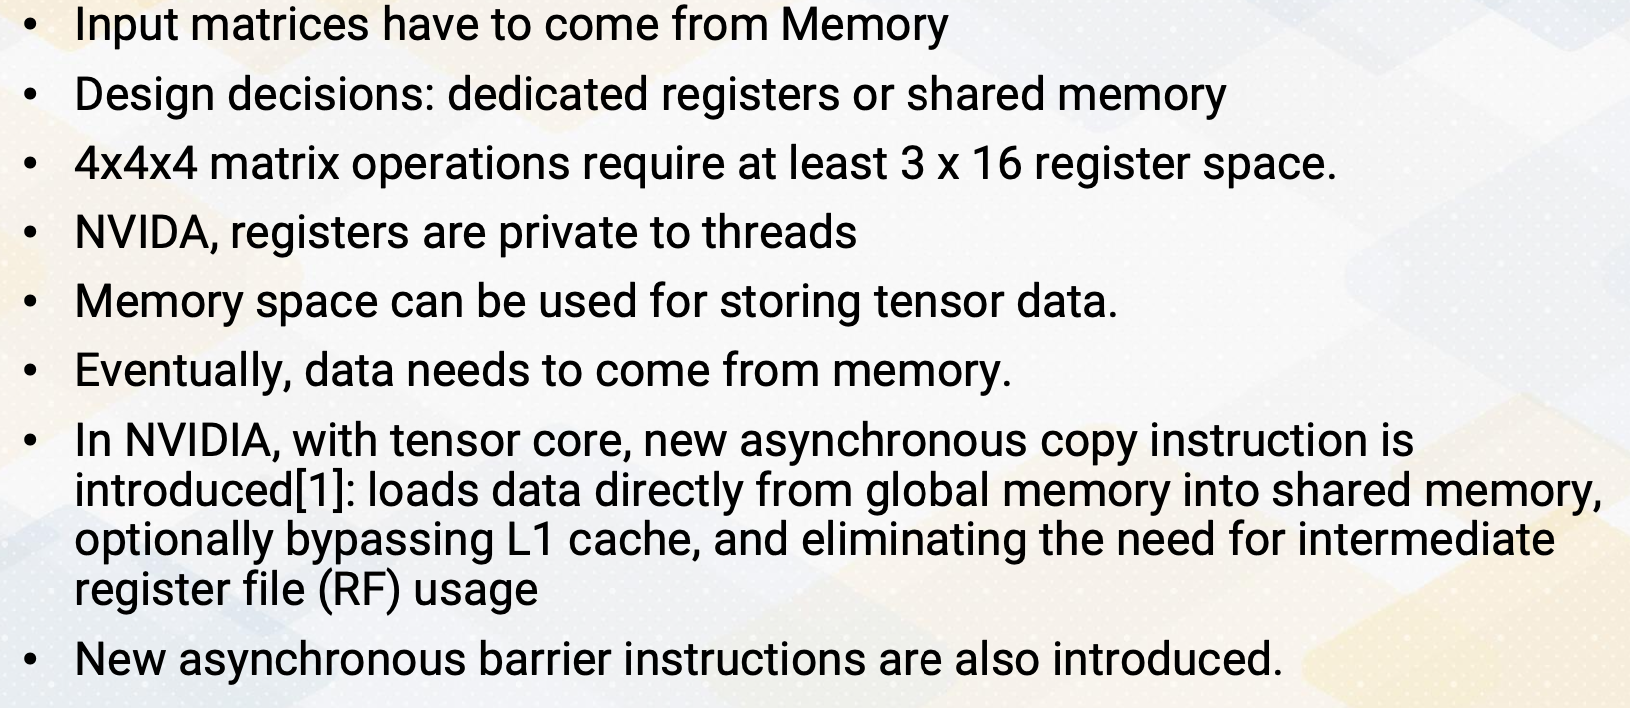 • Input matrices have to come from Memory
• Design decisions: dedicated registers or shared memory
• 4x4x4 matrix operations require at least 3 x 16 register space.
• NVIDA, registers are private to threads
• Memory space can be used for storing tensor data.
• Eventually, data needs to come from memory.
• In NVIDIA, with tensor core, new asynchronous copy instruction is
introduced[1]: loads data directly from global memory into shared memory,
optionally bypassing L1 cache, and eliminating the need for intermediate
register file (RF) usage
• New asynchronous barrier instructions are also introduced.